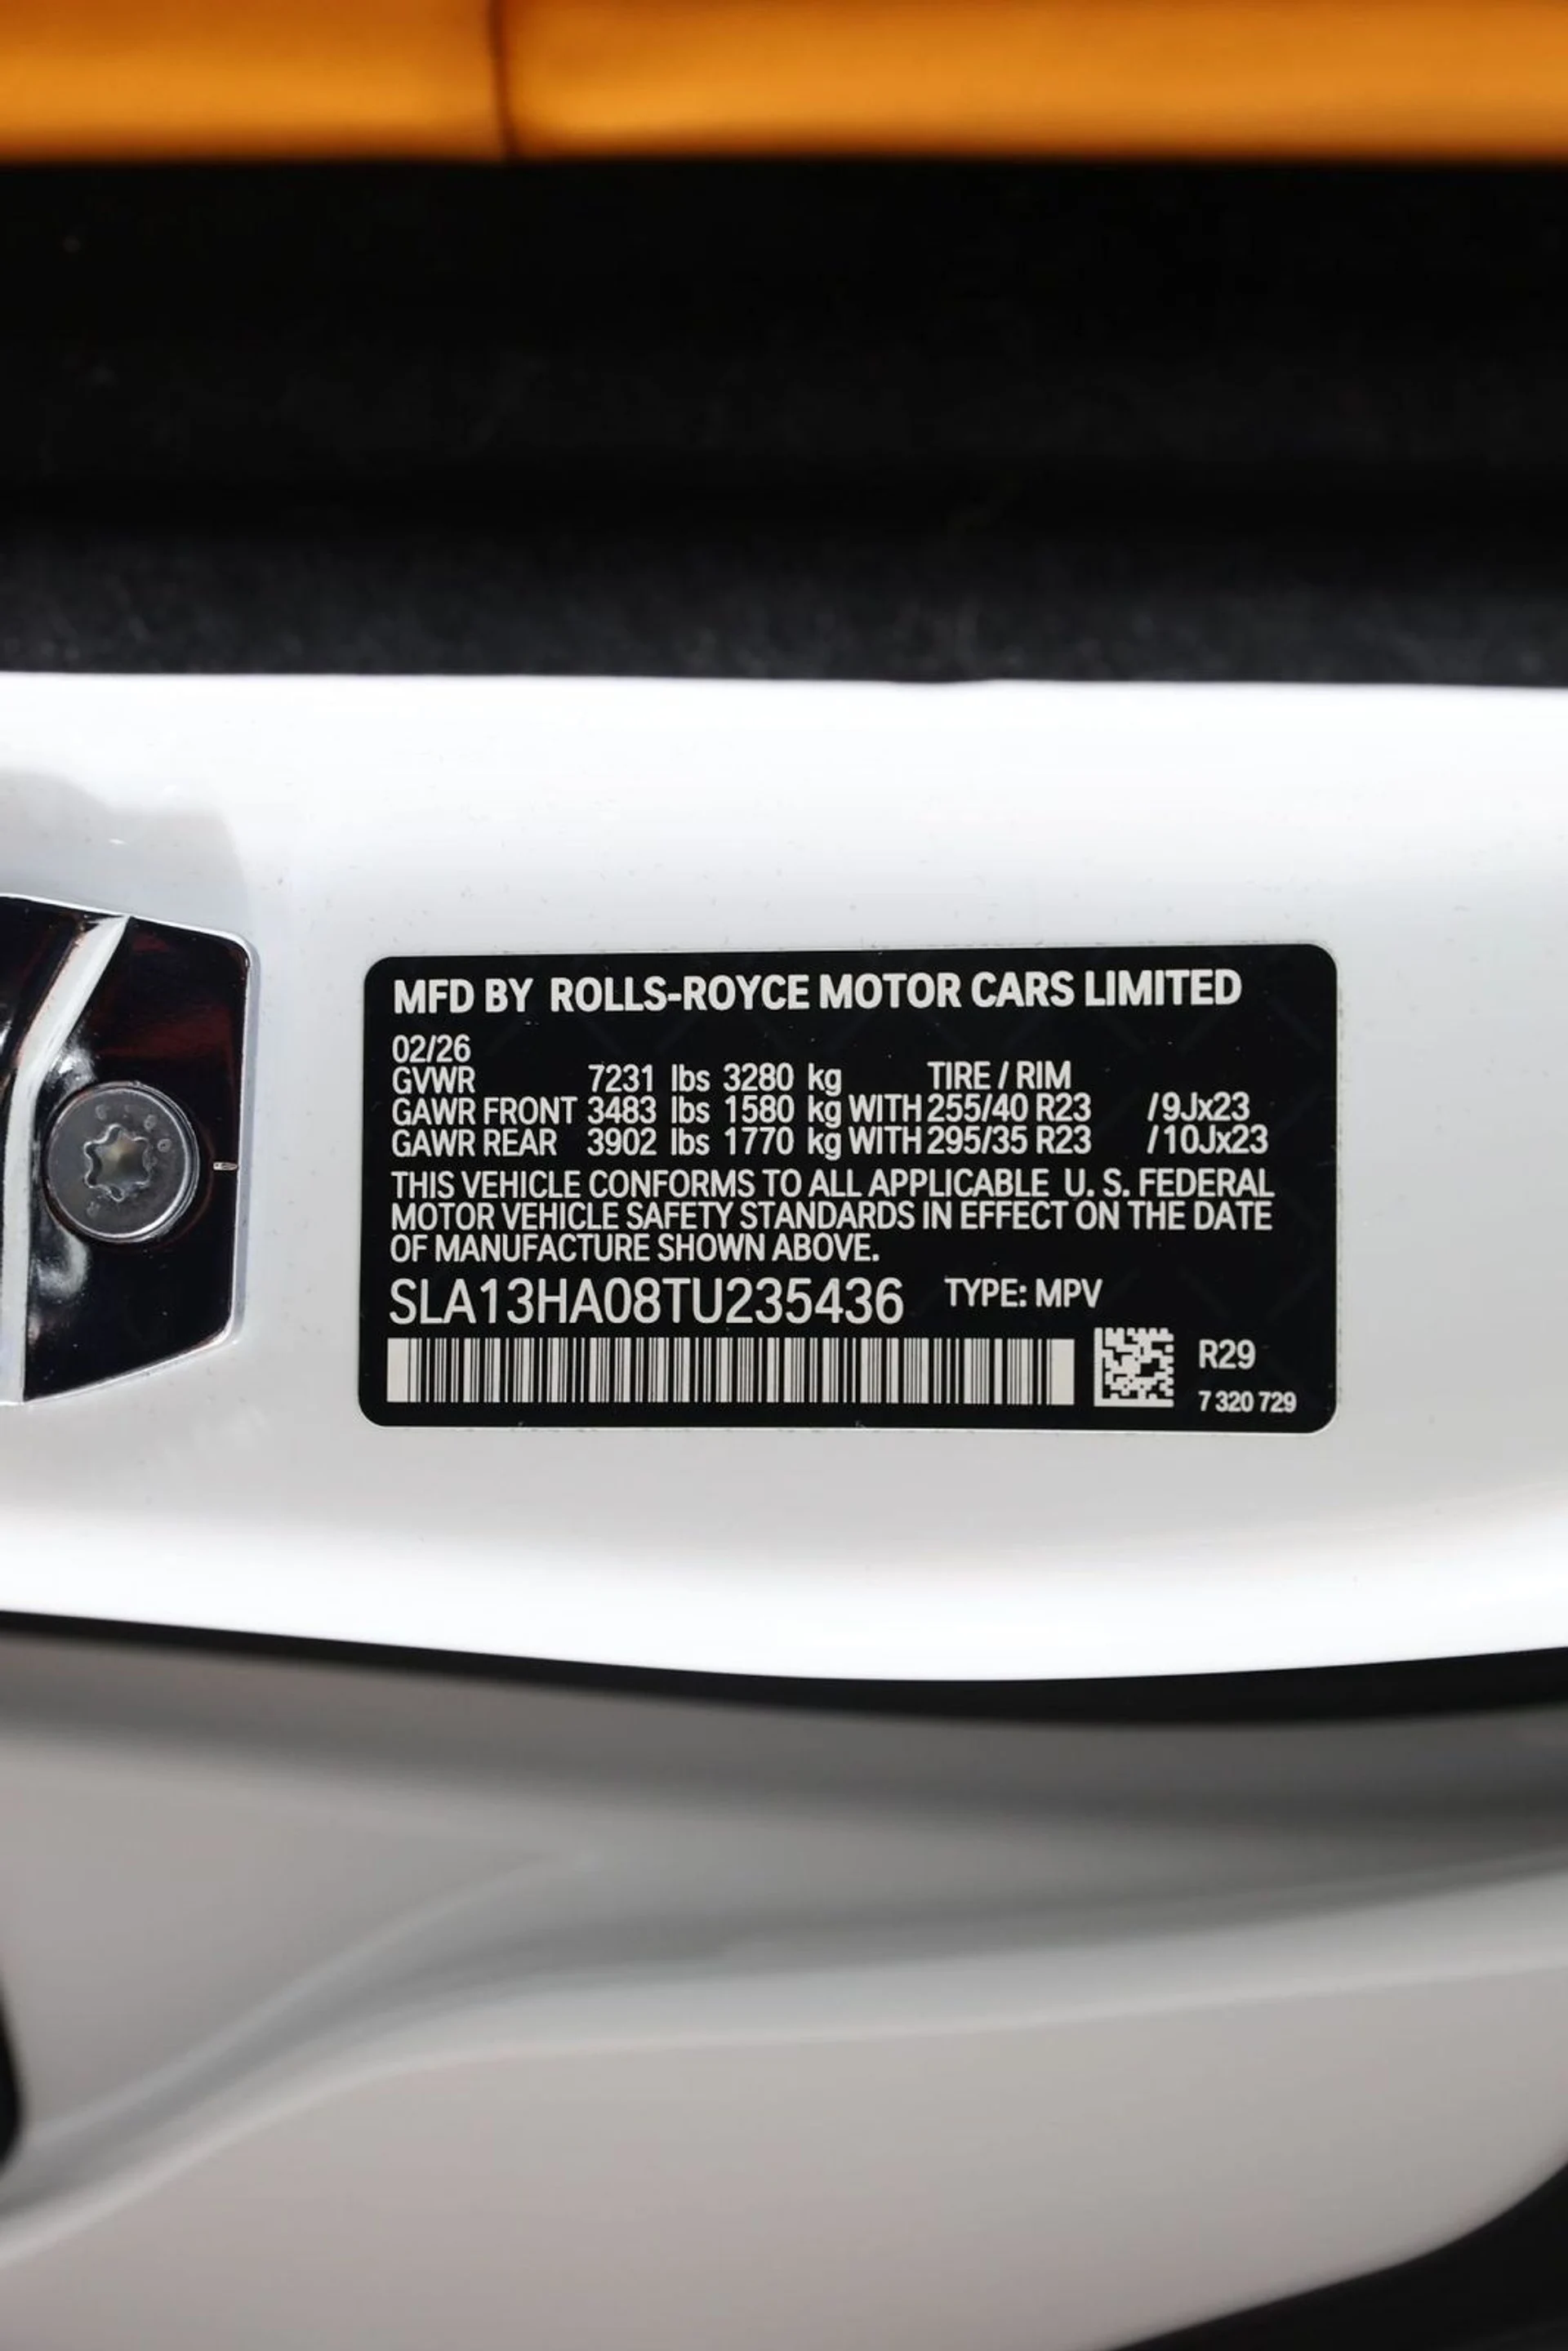 MFD BY ROLLS-ROYCE MOTOR CARS LIMITED
02/26
GVWR 7231 lbs 3280 kg TIRE / RIM
GAWR FRONT 3483 lbs 1580 kg WITH 255/40 R23 /9Jx23
GAWR REAR 3902 lbs 1770 kg WITH 295/35 R23 /10Jx23
THIS VEHICLE CONFORMS TO ALL APPLICABLE U. S. FEDERAL
MOTOR VEHICLE SAFETY STANDARDS IN EFFECT ON THE DATE
OF MANUFACTURE SHOWN ABOVE.
SLA13HA08TU235436 TYPE: MPV
R29
7 320 729